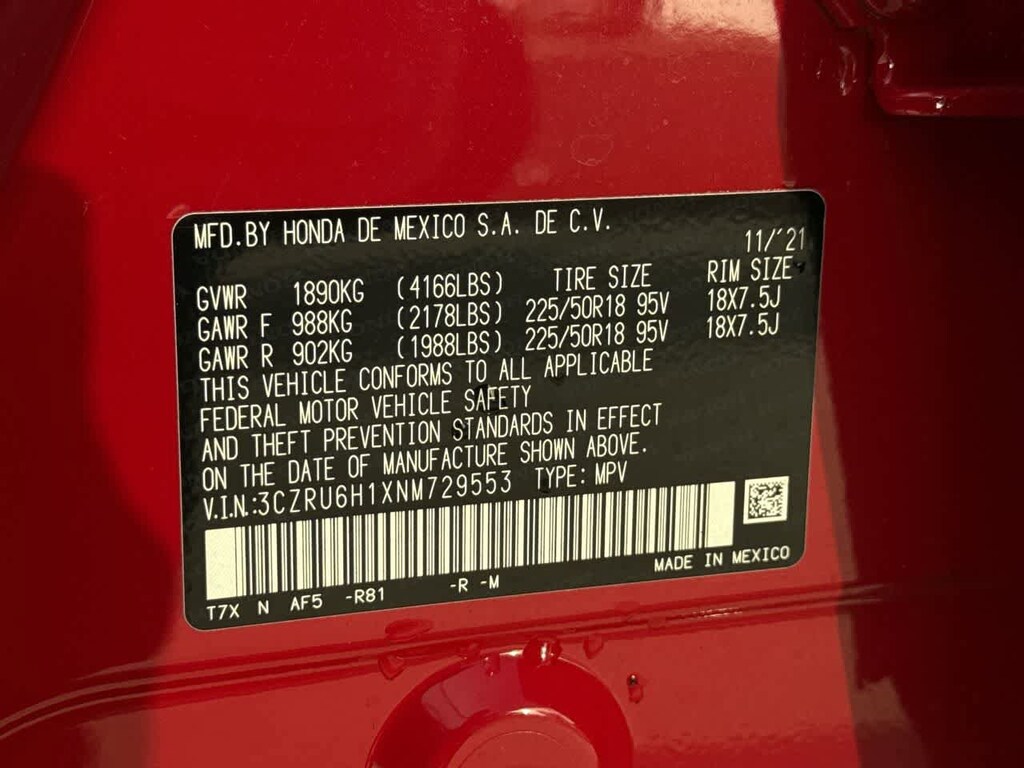 MFD.BY HONDA DE MEXICO S.A. DE C.V.
11/'21
GVWR 1890KG (4166LBS) TIRE SIZE RIM SIZE
GAWR F 988KG (2178LBS) 225/50R18 95V 18X7.5J
GAWR R 902KG (1988LBS) 225/50R18 95V 18X7.5J
THIS VEHICLE CONFORMS TO ALL APPLICABLE
FEDERAL MOTOR VEHICLE SAFETY
AND THEFT PREVENTION STANDARDS IN EFFECT
ON THE DATE OF MANUFACTURE SHOWN ABOVE.
V.I.N.:3CZRU6H1XNM729553 TYPE: MPV
MADE IN MEXICO
T7X N AF5 -R81 -R -M